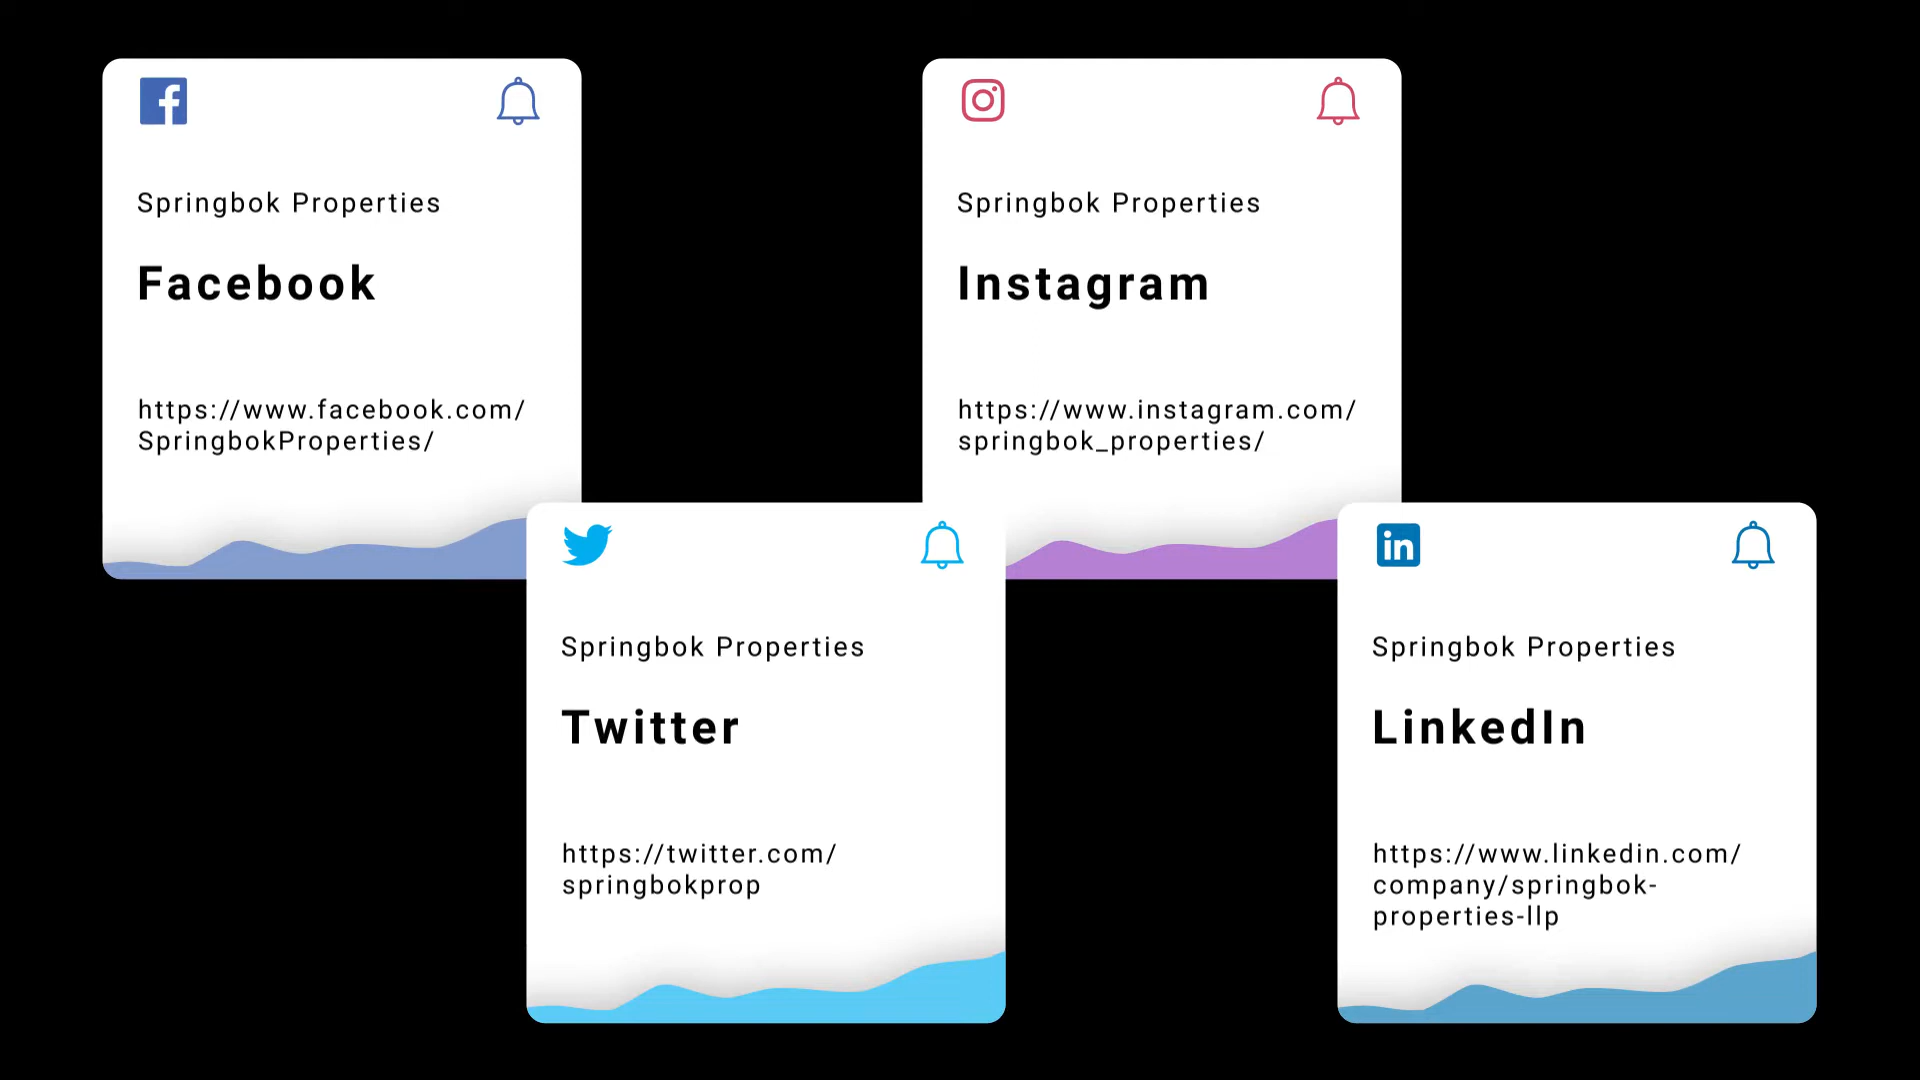 Springbok Properties
Facebook
https://www.facebook.com/
SpringbokProperties/
Springbok Properties
Instagram
https://www.instagram.com/
springbok_properties/
Springbok Properties
Twitter
https://twitter.com/
springbokprop
Springbok Properties
LinkedIn
https://www.linkedin.com/
company/springbok-
properties-llp